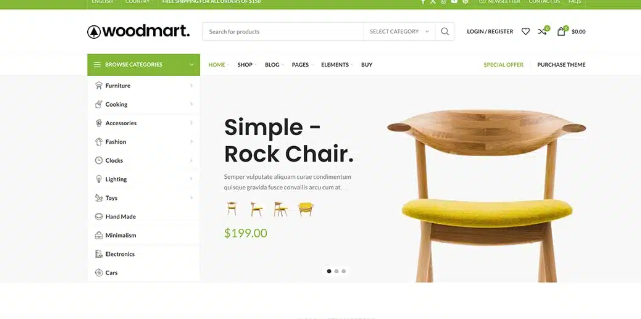 ENGLISH COUNTRY FREE SHIPPING FOR ALL ORDERS OF $150 NEWSLETTER CONTACT US FAQS
woodmart. Search for products SELECT CATEGORY LOGIN / REGISTER 0 0 $0.00
BROWSE CATEGORIES HOME SHOP BLOG PAGES ELEMENTS BUY SPECIAL OFFER PURCHASE THEME
Furniture
Cooking
Accessories
Fashion
Clocks
Lighting
Toys
Hand Made
Minimalism
Electronics
Cars
Simple -
Rock Chair.
Semper vulputate aliquam curae condimentum
quisque gravida fusce convallis arcu cum at.
$199.00